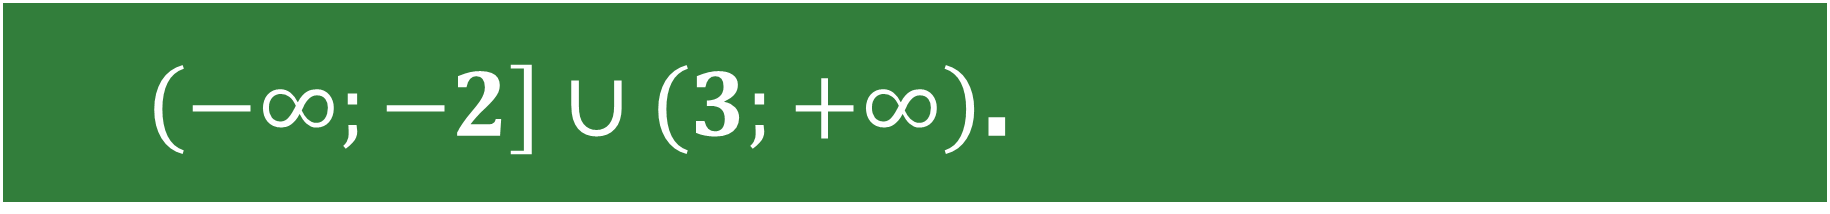 (−∞; −2] ∪ (3; +∞).